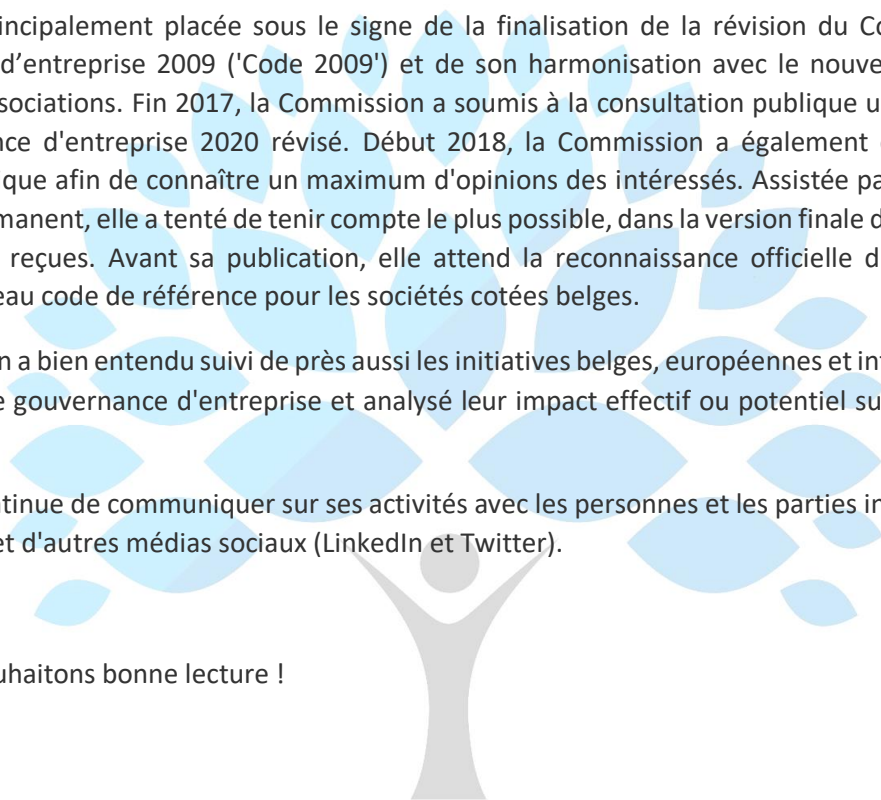 incipalement placée sous le signe de la finalisation de la révision du Co
d’entreprise 2009 ('Code 2009') et de son harmonisation avec le nouve
sociations. Fin 2017, la Commission a soumis à la consultation publique u
nce d'entreprise 2020 révisé. Début 2018, la Commission a également
ique afin de connaître un maximum d'opinions des intéressés. Assistée pa
manent, elle a tenté de tenir compte le plus possible, dans la version finale d
reçues. Avant sa publication, elle attend la reconnaissance officielle d
eau code de référence pour les sociétés cotées belges.
n a bien entendu suivi de près aussi les initiatives belges, européennes et in
e gouvernance d'entreprise et analysé leur impact effectif ou potentiel su
tinue de communiquer sur ses activités avec les personnes et les parties in
et d'autres médias sociaux (LinkedIn et Twitter).
uhaitons bonne lecture !